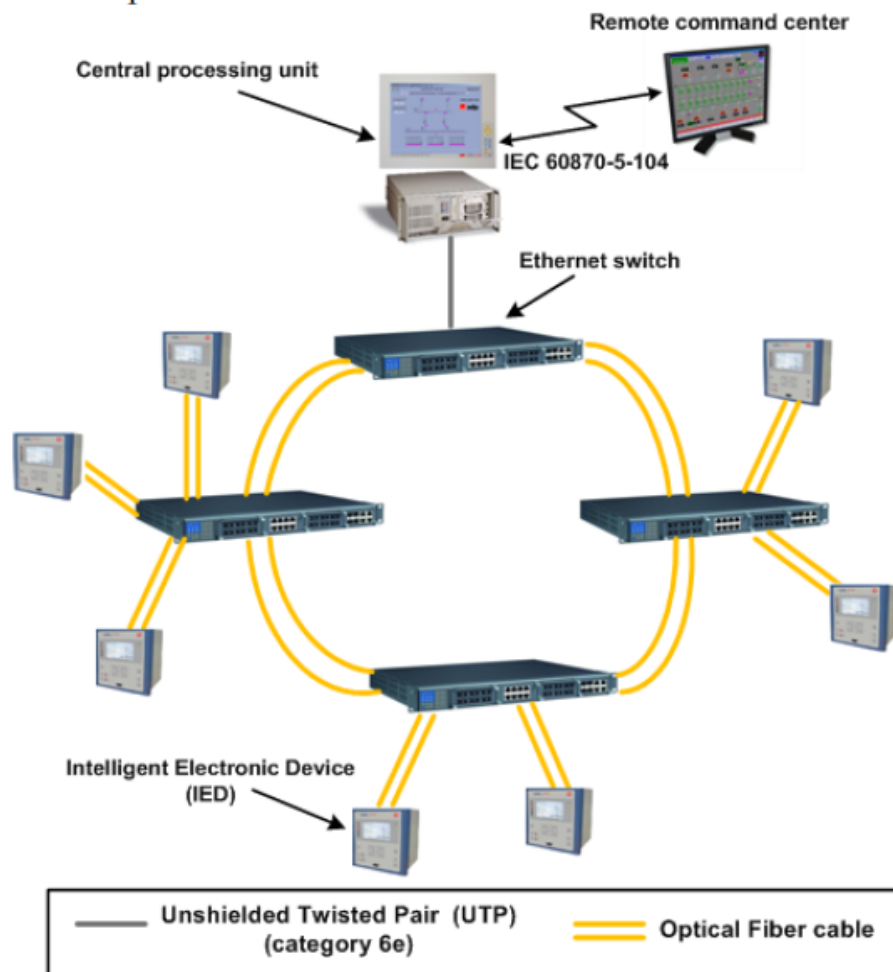 Remote command center
Central processing unit
IEC 60870-5-104
Ethernet switch
Intelligent Electronic Device
(IED)
Unshielded Twisted Pair (UTP)
(category 6e)
Optical Fiber cable